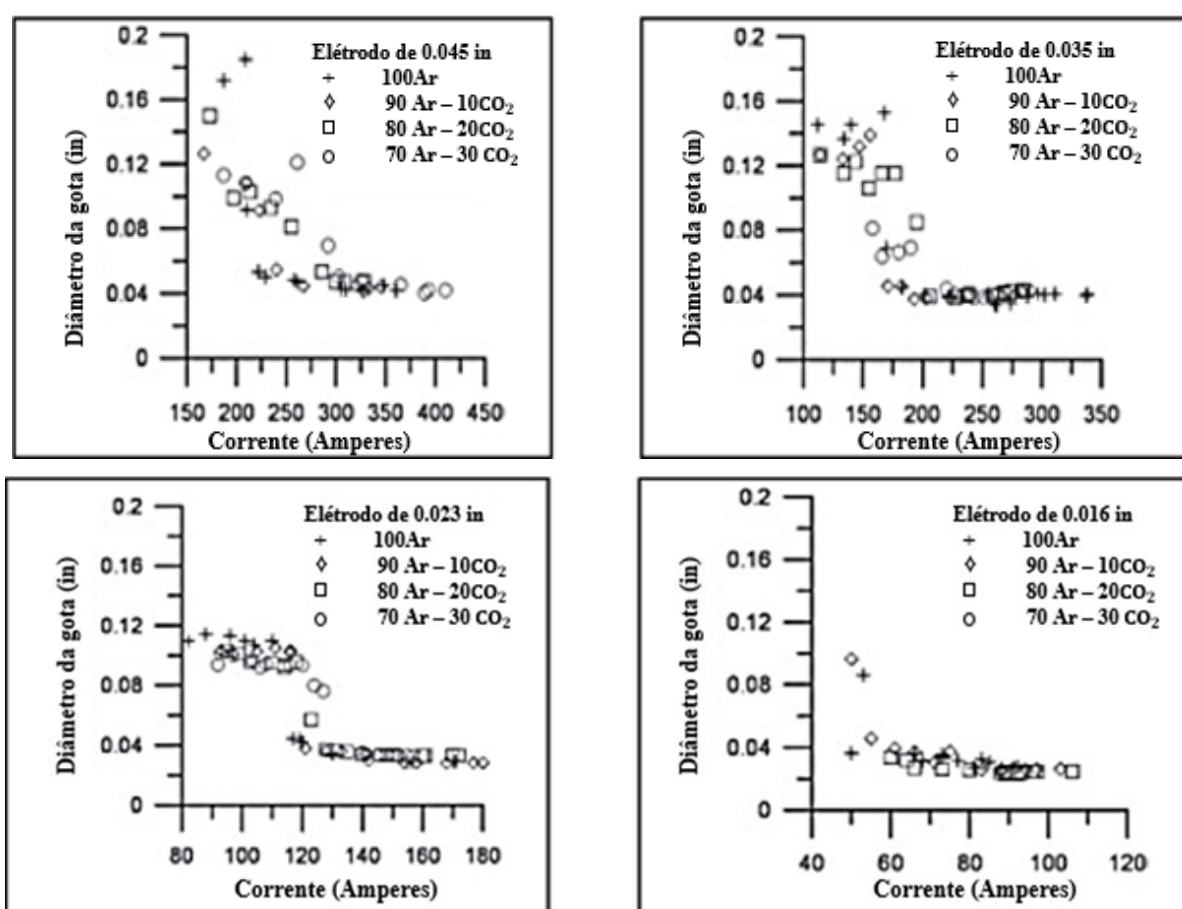 Elétrodo de 0.045 in
100Ar
90 Ar – 10CO₂
80 Ar – 20CO₂
70 Ar – 30 CO₂
0.2
0.16
0.12
0.08
0.04
0
Diâmetro da gota (in)
150 200 250 300 350 400 450
Corrente (Amperes)
Elétrodo de 0.035 in
100Ar
90 Ar – 10CO₂
80 Ar – 20CO₂
70 Ar – 30 CO₂
0.2
0.16
0.12
0.08
0.04
0
Diâmetro da gota (in)
100 150 200 250 300 350
Corrente (Amperes)
Elétrodo de 0.023 in
100Ar
90 Ar – 10CO₂
80 Ar – 20CO₂
70 Ar – 30 CO₂
0.2
0.16
0.12
0.08
0.04
0
Diâmetro da gota (in)
80 100 120 140 160 180
Corrente (Amperes)
Elétrodo de 0.016 in
100Ar
90 Ar – 10CO₂
80 Ar – 20CO₂
70 Ar – 30 CO₂
0.2
0.16
0.12
0.08
0.04
0
Diâmetro da gota (in)
40 60 80 100 120
Corrente (Amperes)